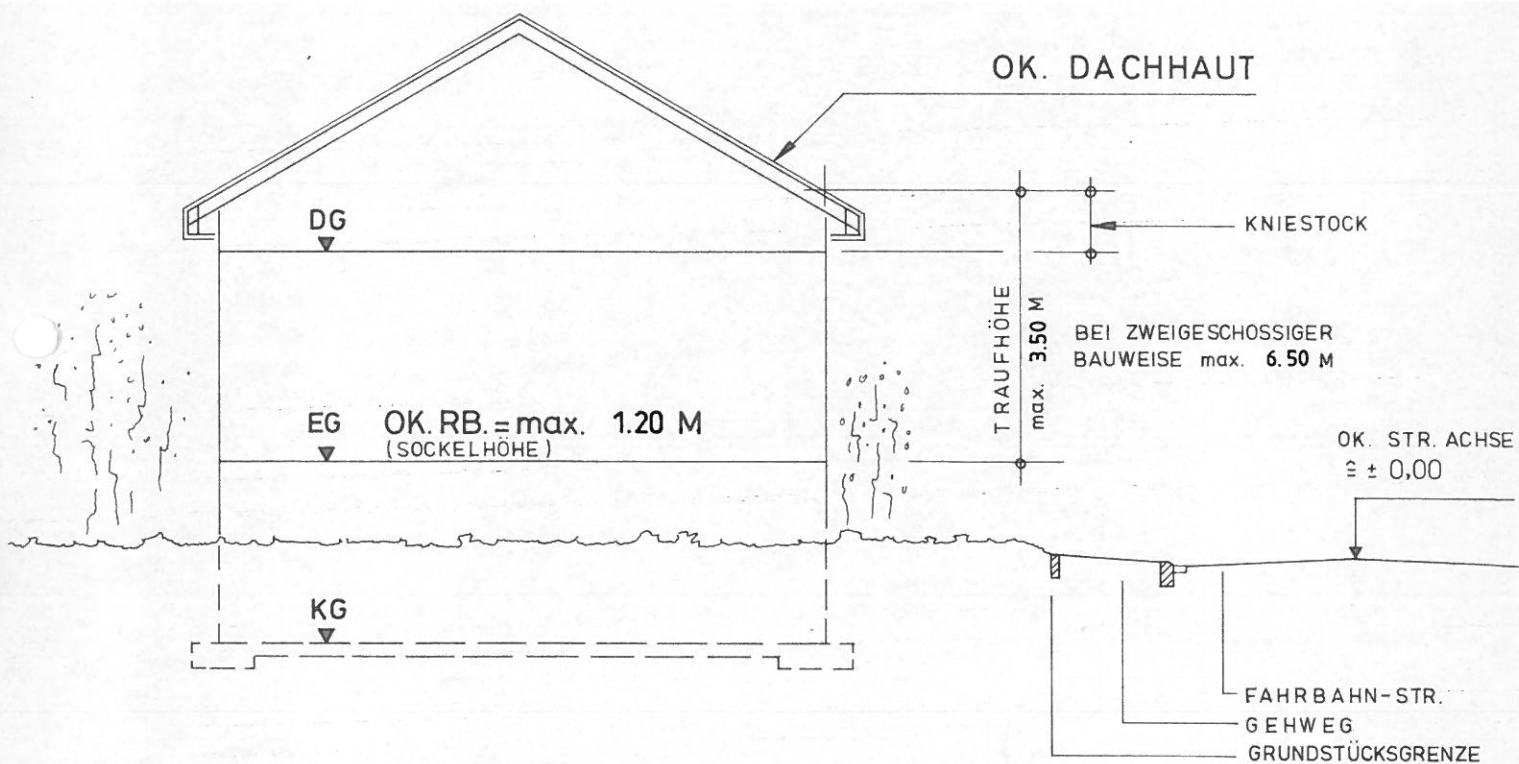 OK. DACHHAUT
DG
KNIESTOCK
TRAUFHÖHE
max. 3.50 M
BEI ZWEIGESCHOSSIGER
BAUWEISE max. 6.50 M
EG OK. RB. = max. 1.20 M
(SOCKELHÖHE)
OK. STR. ACHSE
≙ ± 0,00
KG
FAHRBAHN-STR.
GEHWEG
GRUNDSTÜCKSGRENZE